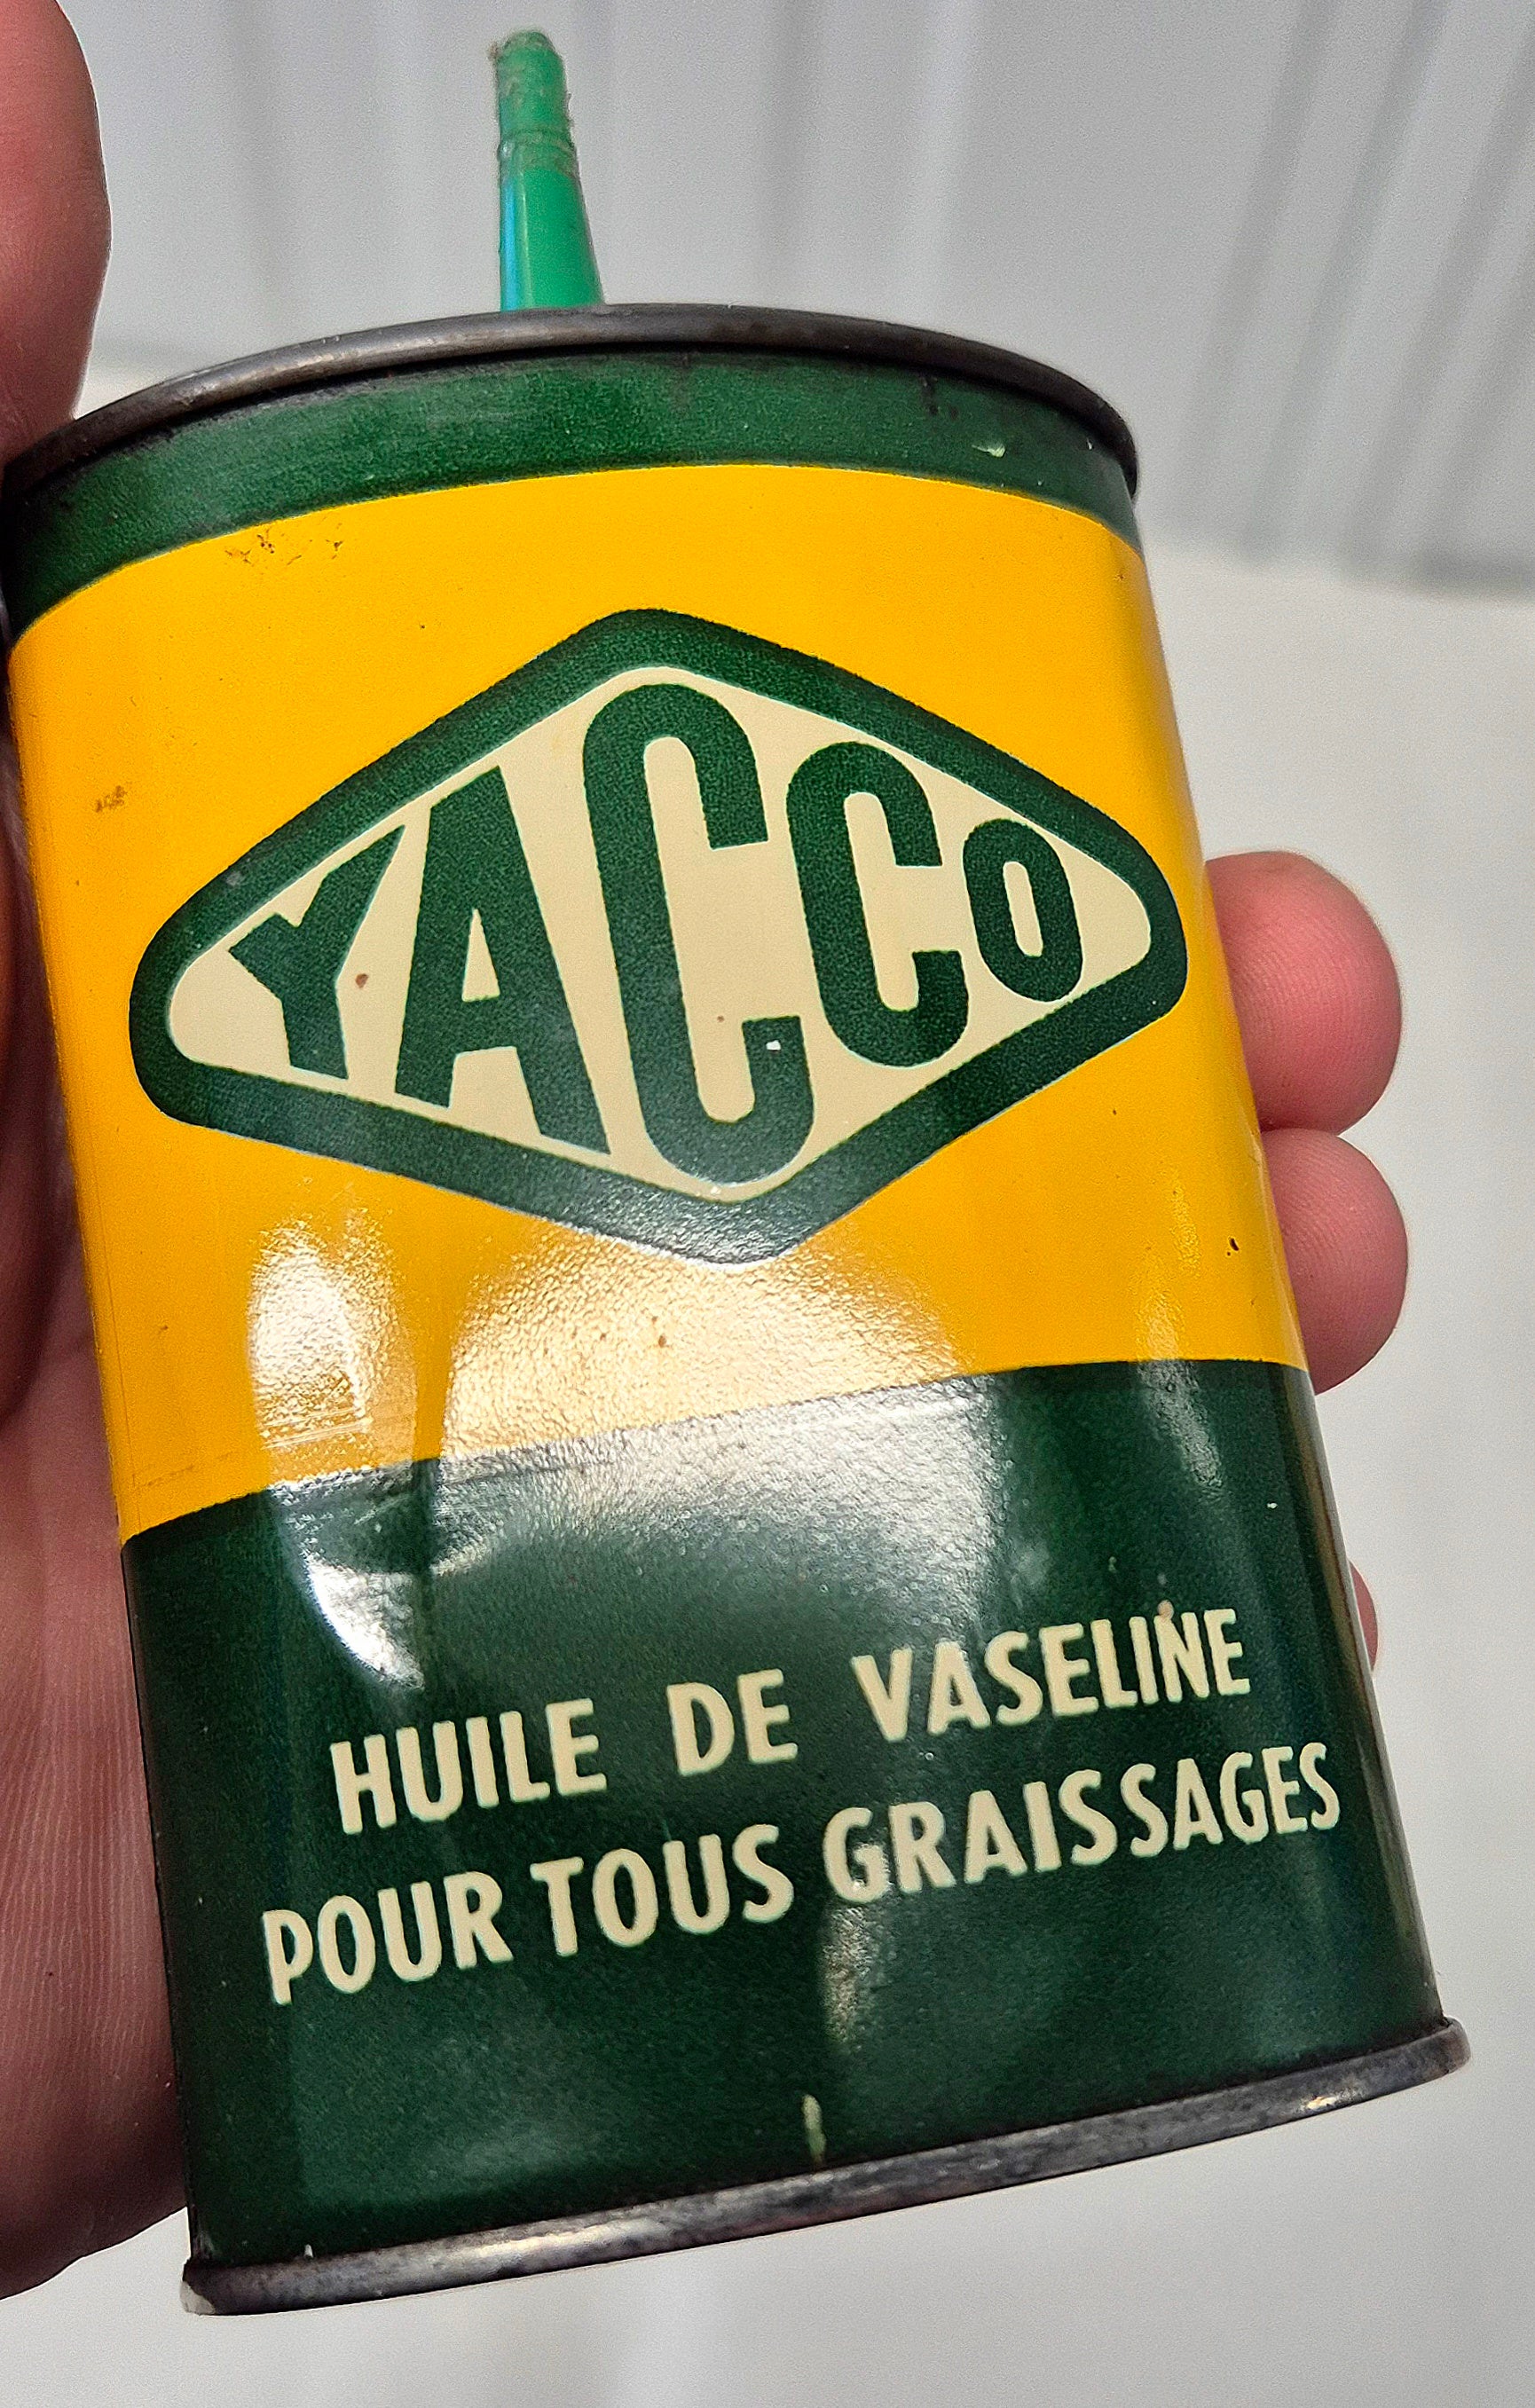 YACCO
HUILE DE VASELINE
POUR TOUS GRAISSAGES